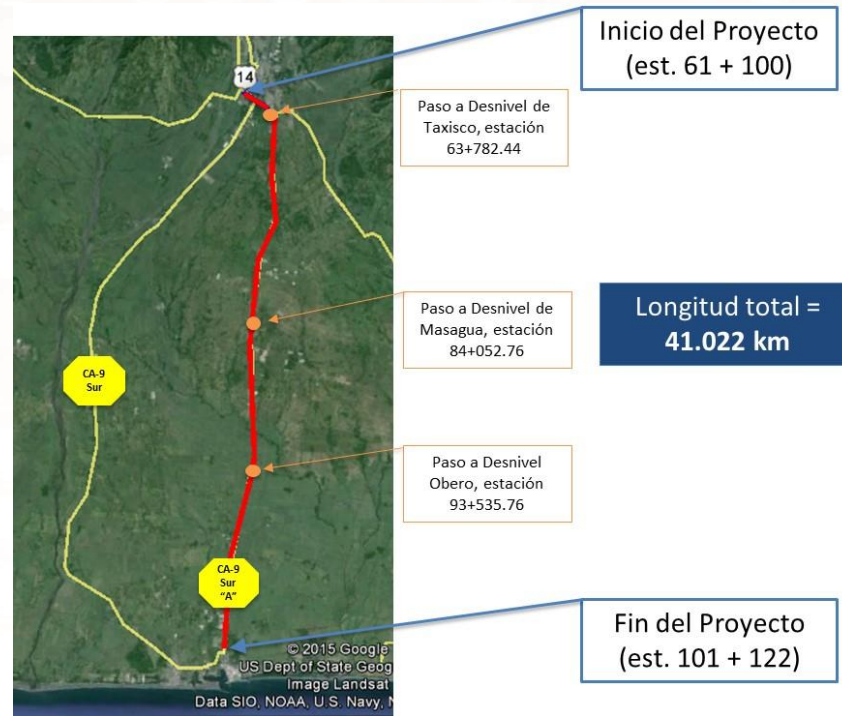 Inicio del Proyecto
(est. 61 + 100)
14
Paso a Desnivel de
Taxisco, estación
63+782.44
Paso a Desnivel de
Masagua, estación
84+052.76
Longitud total =
41.022 km
CA-9
Sur
Paso a Desnivel
Obero, estación
93+535.76
CA-9
Sur
"A"
Fin del Proyecto
(est. 101 + 122)
© 2015 Google
US Dept of State Geog
Image Landsat
Data SIO, NOAA, U.S. Navy, N